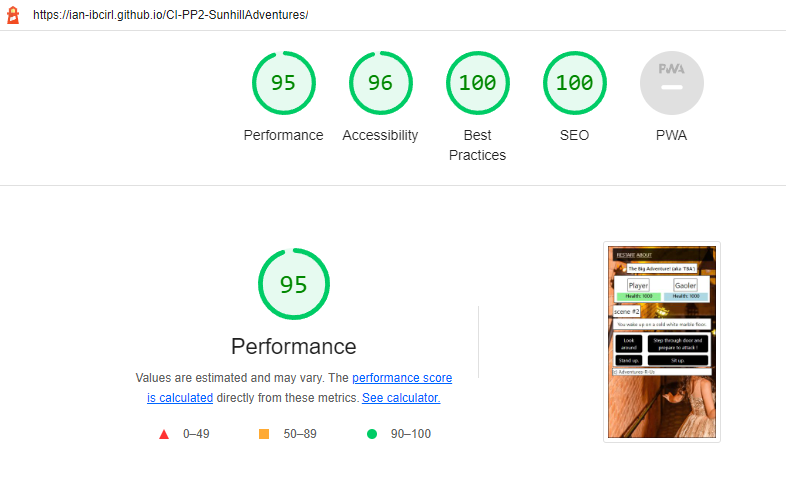 https://ian-ibcirl.github.io/CI-PP2-SunhillAdventures/
95 96 100 100 PWA
Performance Accessibility Best Practices SEO PWA
95
Performance
Values are estimated and may vary. The performance score
is calculated directly from these metrics. See calculator.
0–49 50–89 90–100
RESTART ABOUT
The Big Adventure! (aka 'TBA')
Player Gaoler
Health: 1000 Health: 1000
scene #2
You wake up on a cold white marble floor.
Look around Step through door and prepare to attack !
Stand up. Sit up.
Adventures-R-Us